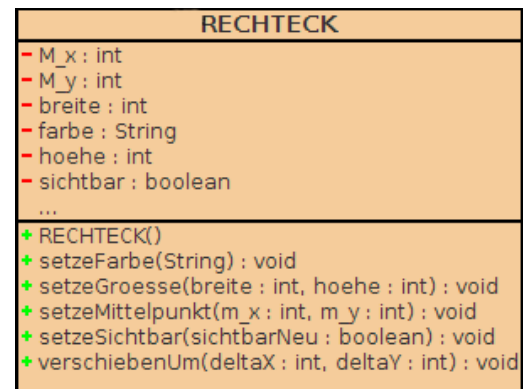 RECHTECK
- M_x : int
- M_y : int
- breite : int
- farbe : String
- hoehe : int
- sichtbar : boolean
...
+ RECHTECK()
+ setzeFarbe(String) : void
+ setzeGroesse(breite : int, hoehe : int) : void
+ setzeMittelpunkt(m_x : int, m_y : int) : void
+ setzeSichtbar(sichtbarNeu : boolean) : void
+ verschiebenUm(deltaX : int, deltaY : int) : void